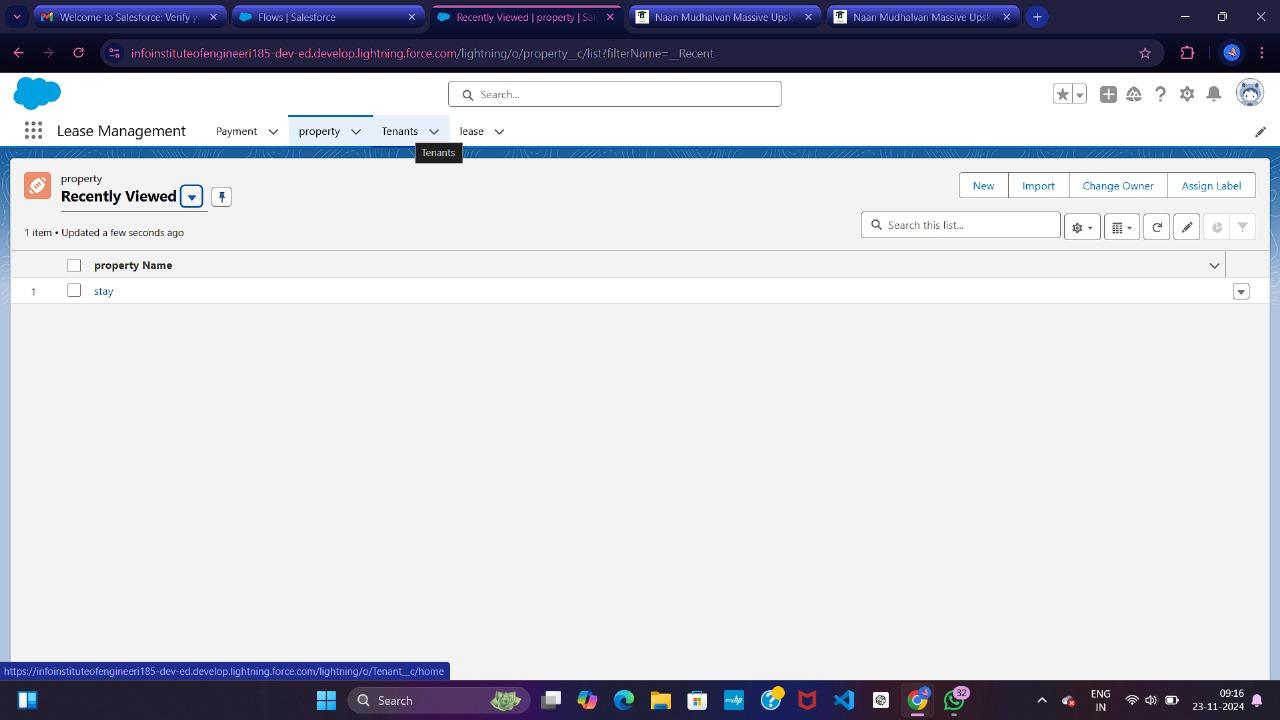 Welcome to Salesforce: Verify y
Flows | Salesforce
Recently Viewed | property | Sal
Naan Mudhalvan Massive Upski
Naan Mudhalvan Massive Upski
infoinstituteofengineeri185-dev-ed.develop.lightning.force.com/lightning/o/property__c/list?filterName=__Recent
Search...
Lease Management
Payment
property
Tenants
lease
Tenants
property
Recently Viewed
New
Import
Change Owner
Assign Label
1 item • Updated a few seconds ago
Search this list...
property Name
1
stay
https://infoinstituteofengineeri185-dev-ed.develop.lightning.force.com/lightning/o/Tenant__c/home
Search
32
ENG
IN
09:16
23-11-2024